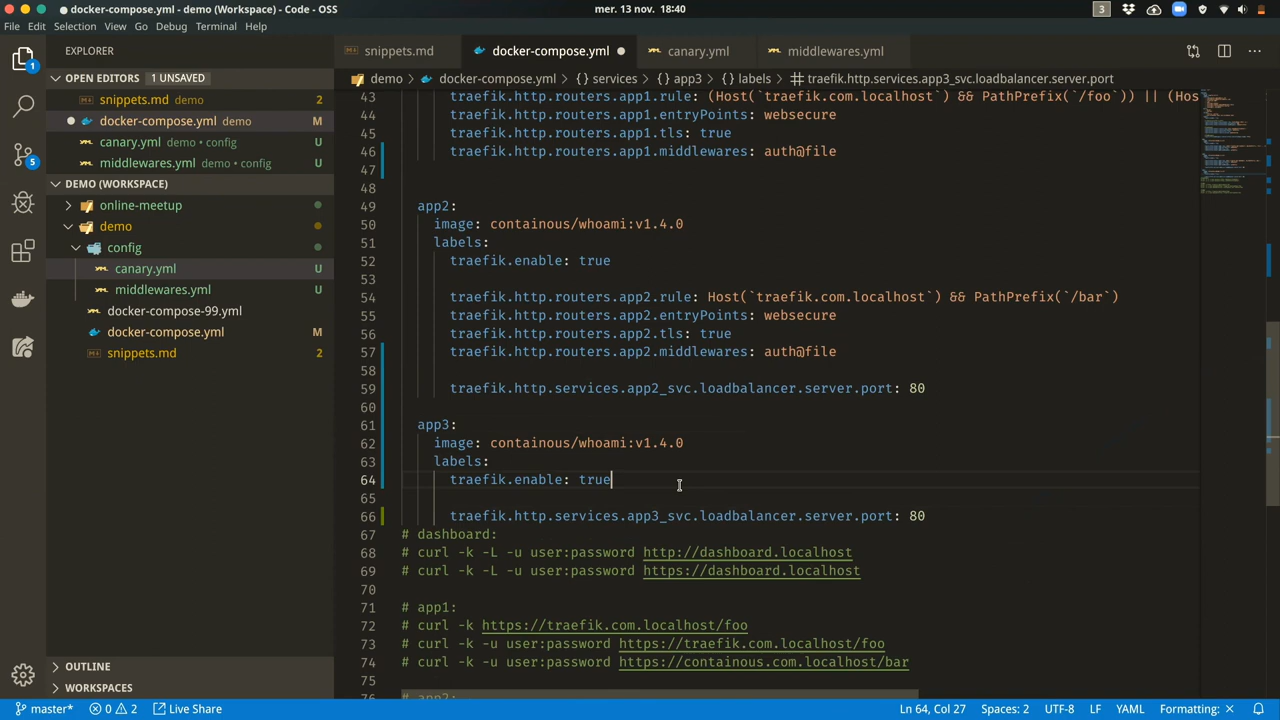 docker-compose.yml - demo (Workspace) - Code - OSS
mer. 13 nov. 18:40
3
File Edit Selection View Go Debug Terminal Help
EXPLORER
OPEN EDITORS 1 UNSAVED
snippets.md demo 2
docker-compose.yml demo M
canary.yml demo • config U
middlewares.yml demo • config U
DEMO (WORKSPACE)
online-meetup
demo
config
canary.yml U
middlewares.yml U
docker-compose-99.yml
docker-compose.yml M
snippets.md 2
OUTLINE
WORKSPACES
1
5
snippets.md
docker-compose.yml
canary.yml
middlewares.yml
demo > docker-compose.yml > {} services > {} app3 > {} labels > traefik.http.services.app3_svc.loadbalancer.server.port
43 traefik.http.routers.app1.rule: (Host(`traefik.com.localhost`) && PathPrefix(`/foo`)) || (Hos
44 traefik.http.routers.app1.entryPoints: websecure
45 traefik.http.routers.app1.tls: true
46 traefik.http.routers.app1.middlewares: auth@file
47
48
49 app2:
50 image: containous/whoami:v1.4.0
51 labels:
52 traefik.enable: true
53
54 traefik.http.routers.app2.rule: Host(`traefik.com.localhost`) && PathPrefix(`/bar`)
55 traefik.http.routers.app2.entryPoints: websecure
56 traefik.http.routers.app2.tls: true
57 traefik.http.routers.app2.middlewares: auth@file
58
59 traefik.http.services.app2_svc.loadbalancer.server.port: 80
60
61 app3:
62 image: containous/whoami:v1.4.0
63 labels:
64 traefik.enable: true
65
66 traefik.http.services.app3_svc.loadbalancer.server.port: 80
67 # dashboard:
68 # curl -k -L -u user:password http://dashboard.localhost
69 # curl -k -L -u user:password https://dashboard.localhost
70
71 # app1:
72 # curl -k https://traefik.com.localhost/foo
73 # curl -k -u user:password https://traefik.com.localhost/foo
74 # curl -k -u user:password https://containous.com.localhost/bar
75
76 # app2:
master* 0 2 Live Share
Ln 64, Col 27 Spaces: 2 UTF-8 LF YAML Formatting: ×